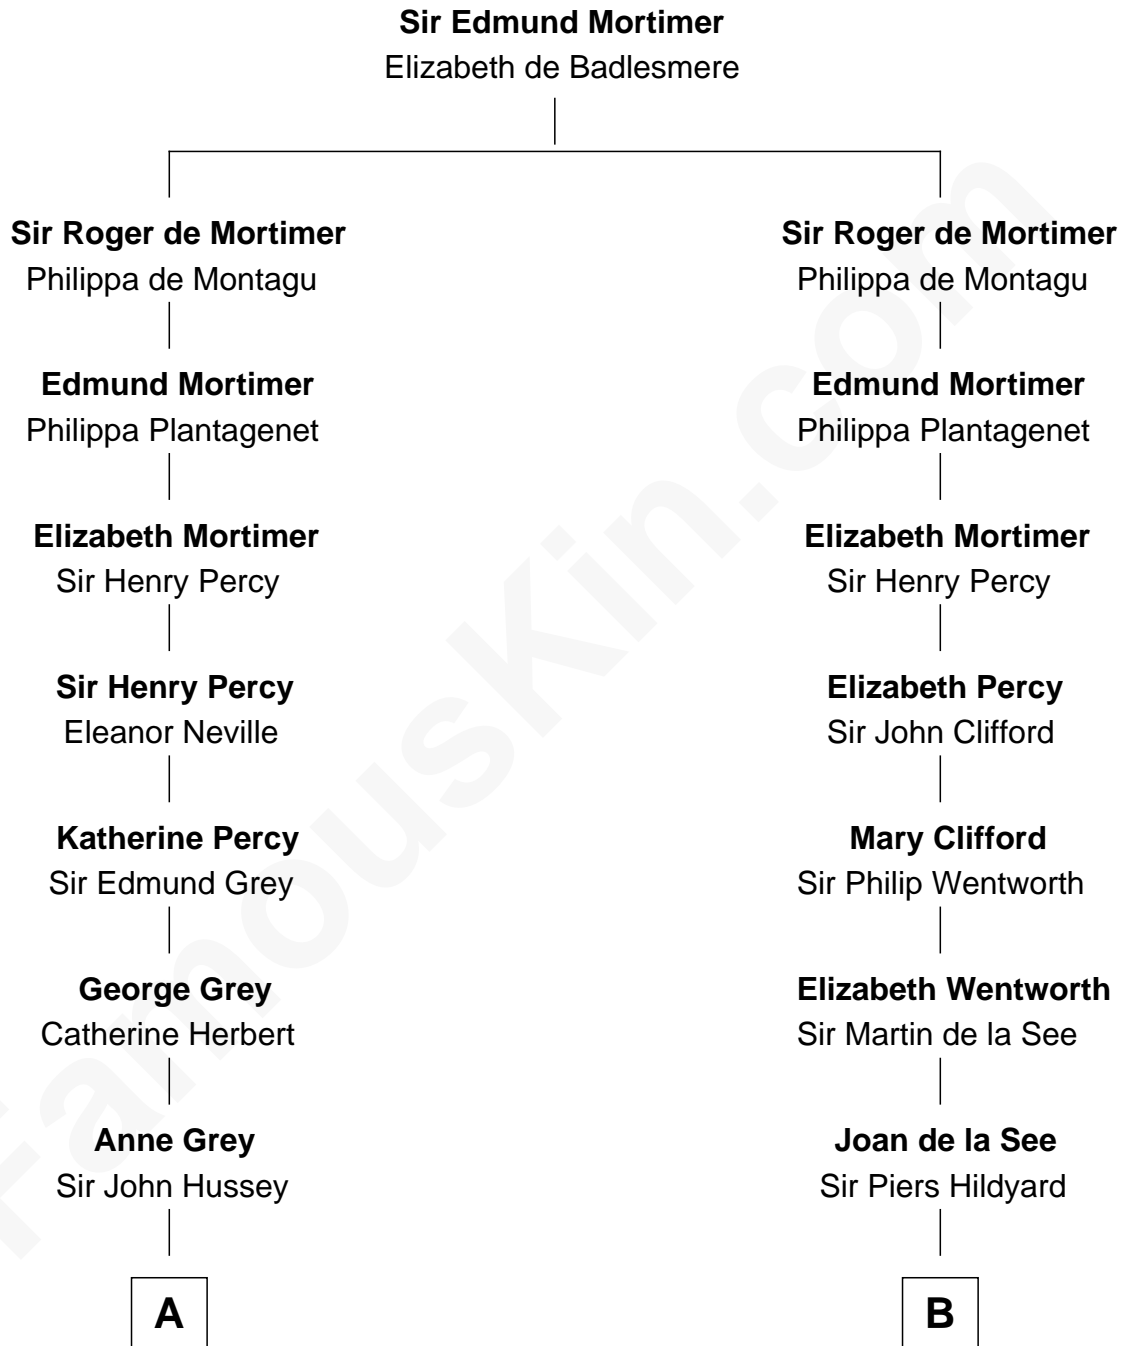 Sir Edmund Mortimer
Elizabeth de Badlesmere
Sir Roger de Mortimer
Philippa de Montagu
Sir Roger de Mortimer
Philippa de Montagu
Edmund Mortimer
Philippa Plantagenet
Edmund Mortimer
Philippa Plantagenet
Elizabeth Mortimer
Sir Henry Percy
Elizabeth Mortimer
Sir Henry Percy
Sir Henry Percy
Eleanor Neville
Elizabeth Percy
Sir John Clifford
Katherine Percy
Sir Edmund Grey
Mary Clifford
Sir Philip Wentworth
George Grey
Catherine Herbert
Elizabeth Wentworth
Sir Martin de la See
Anne Grey
Sir John Hussey
Joan de la See
Sir Piers Hildyard
A
B
FamousKin.com